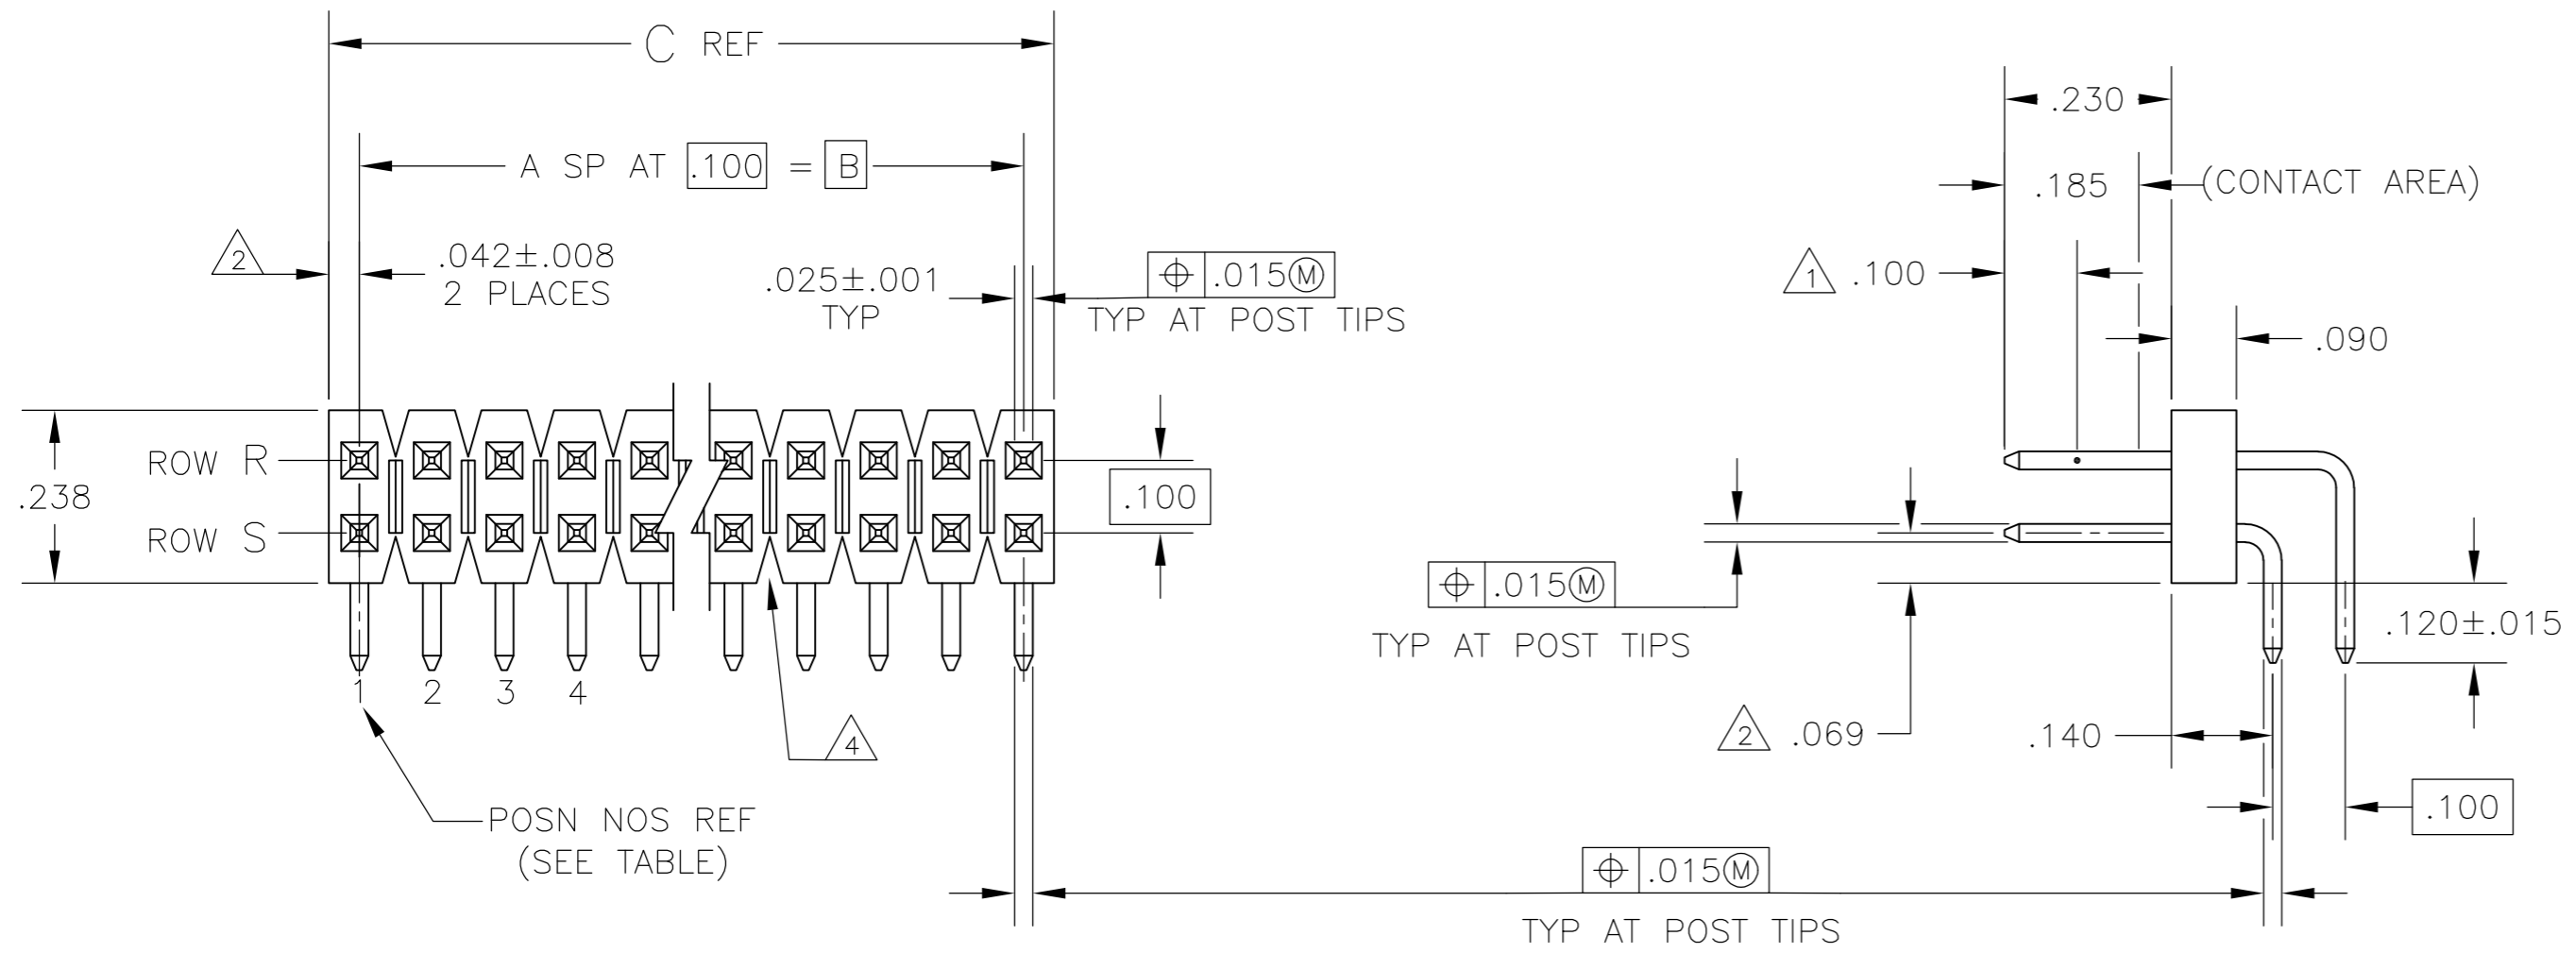 C REF
A SP AT .100 = B
2
.042±.008
2 PLACES
.025±.001
TYP
⌖ .015Ⓜ
TYP AT POST TIPS
ROW R
ROW S
.238
.100
1 2 3 4
4
POSN NOS REF
(SEE TABLE)
.230
.185 (CONTACT AREA)
1 .100
.090
⌖ .015Ⓜ
TYP AT POST TIPS
2 .069
.120±.015
.140
.100
⌖ .015Ⓜ
TYP AT POST TIPS